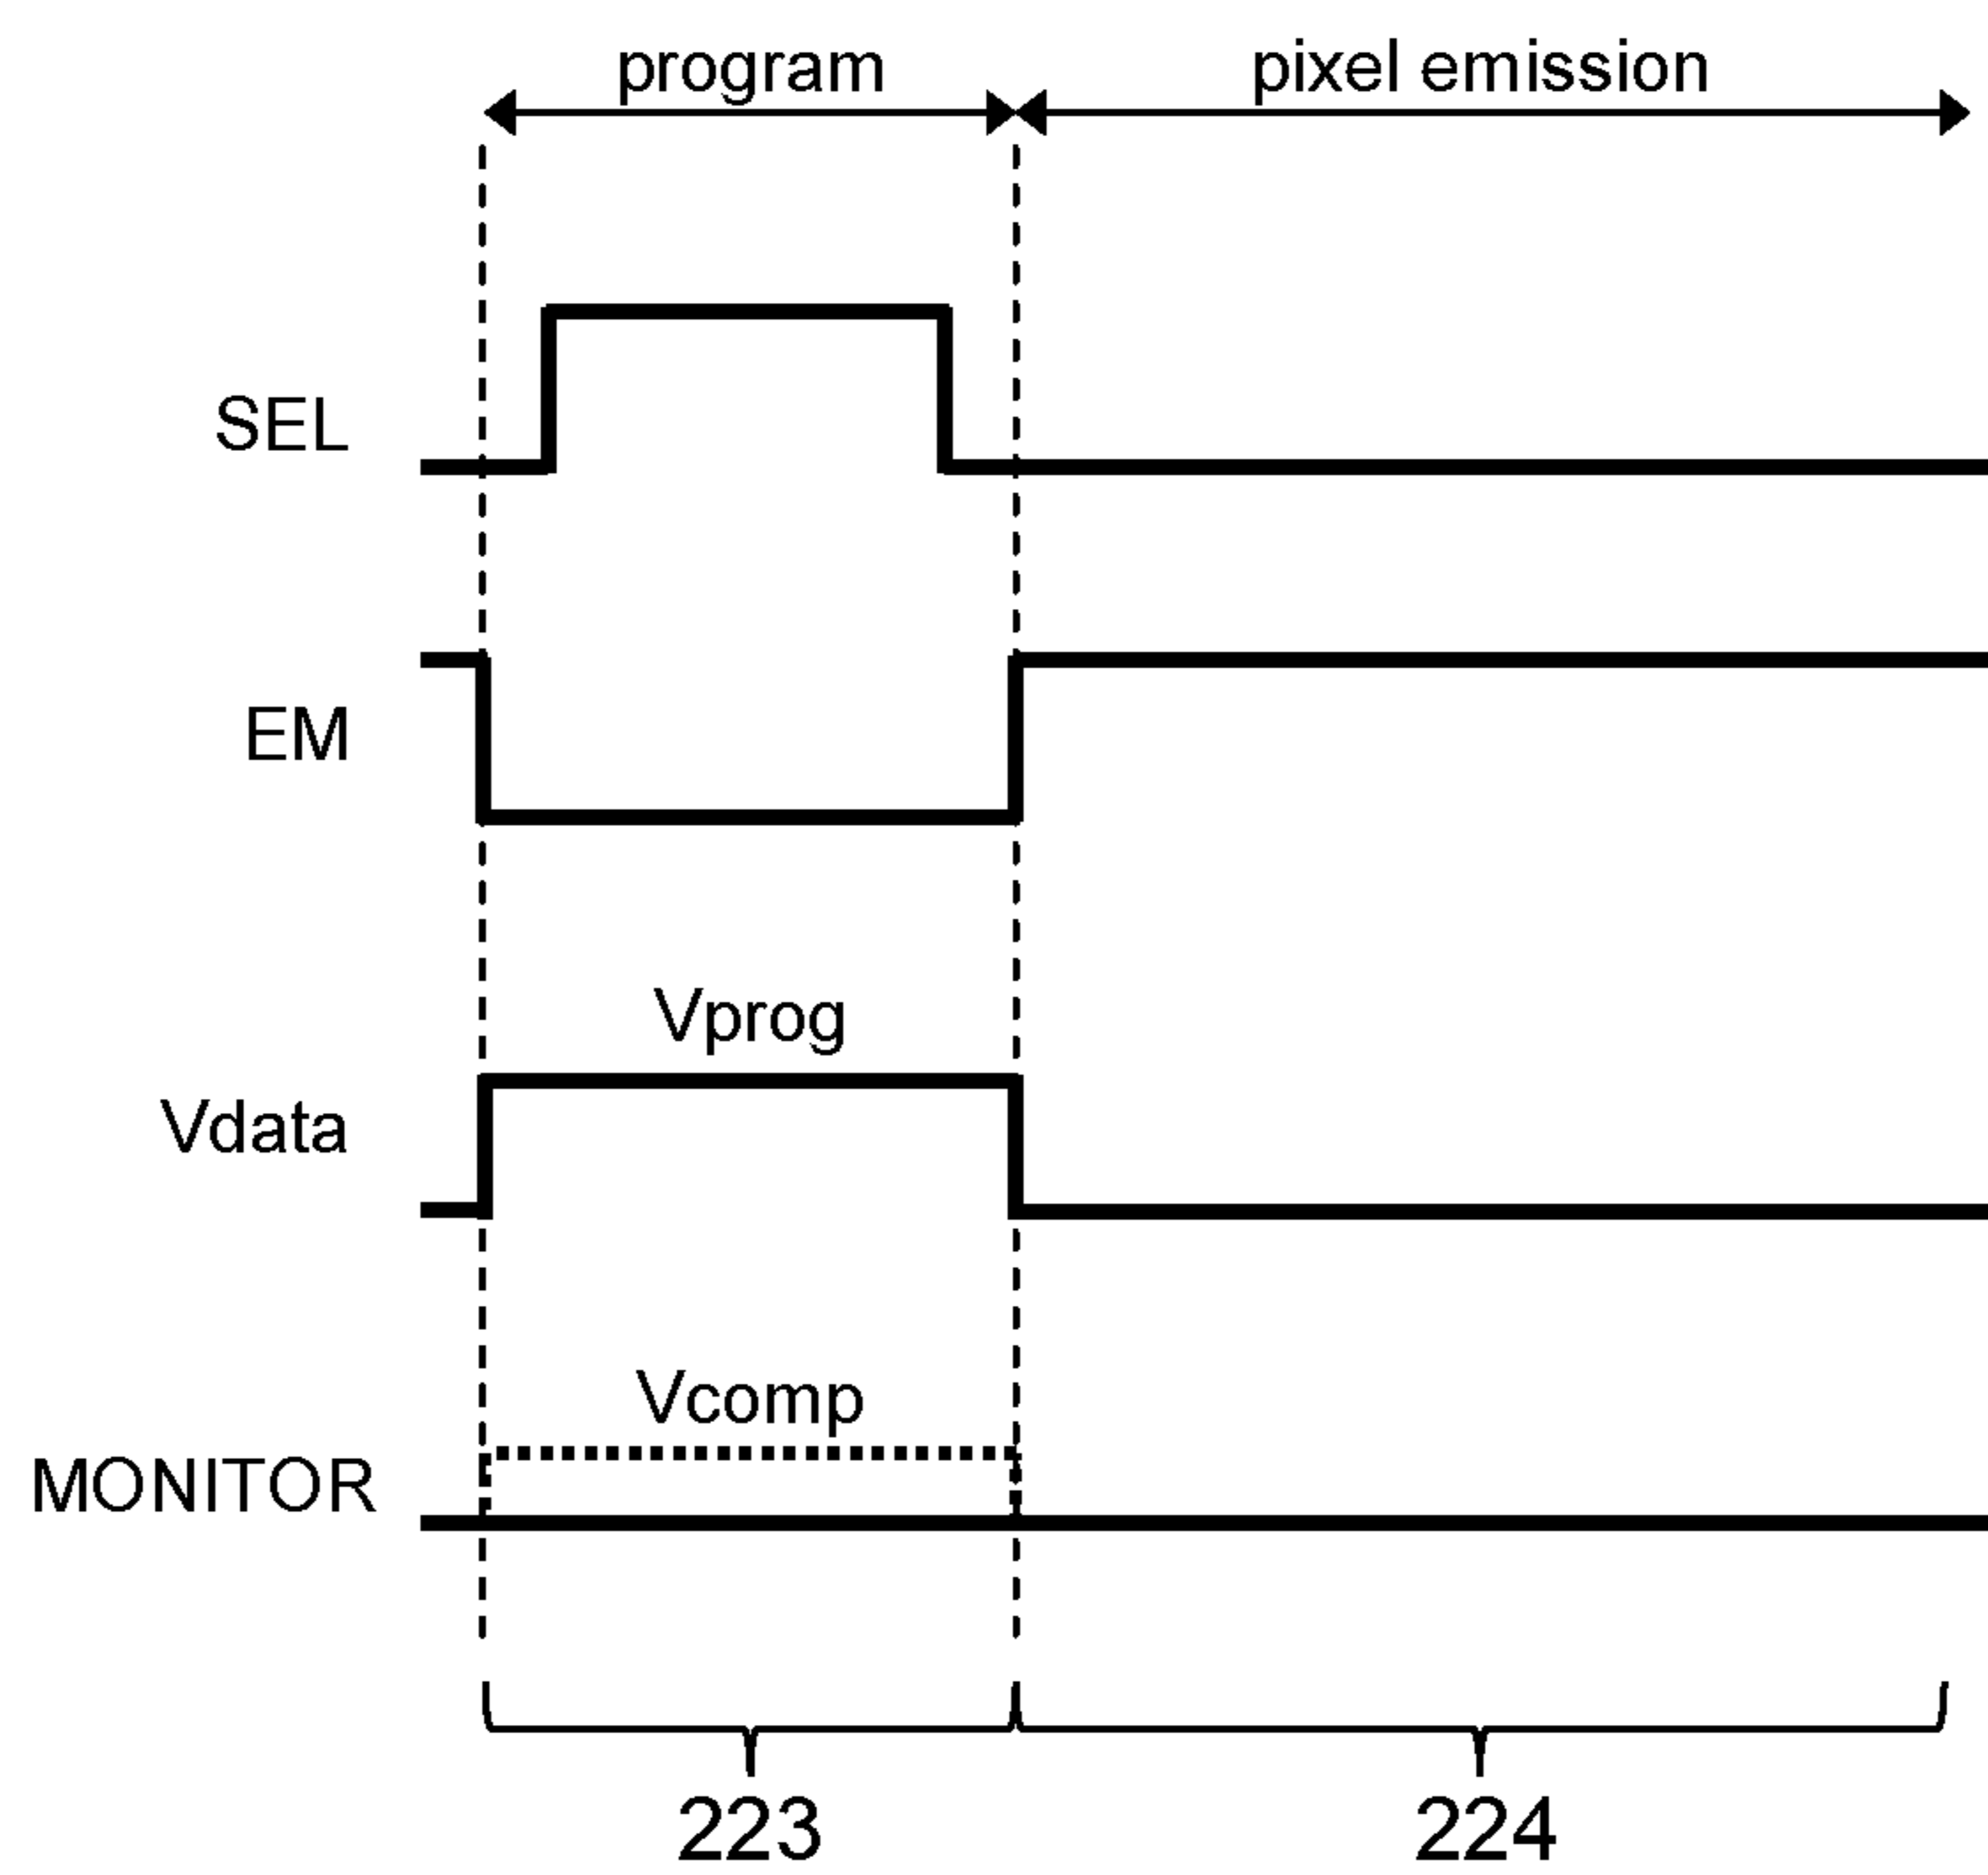 program
pixel emission
SEL
EM
Vprog
Vdata
Vcomp
MONITOR
223
224